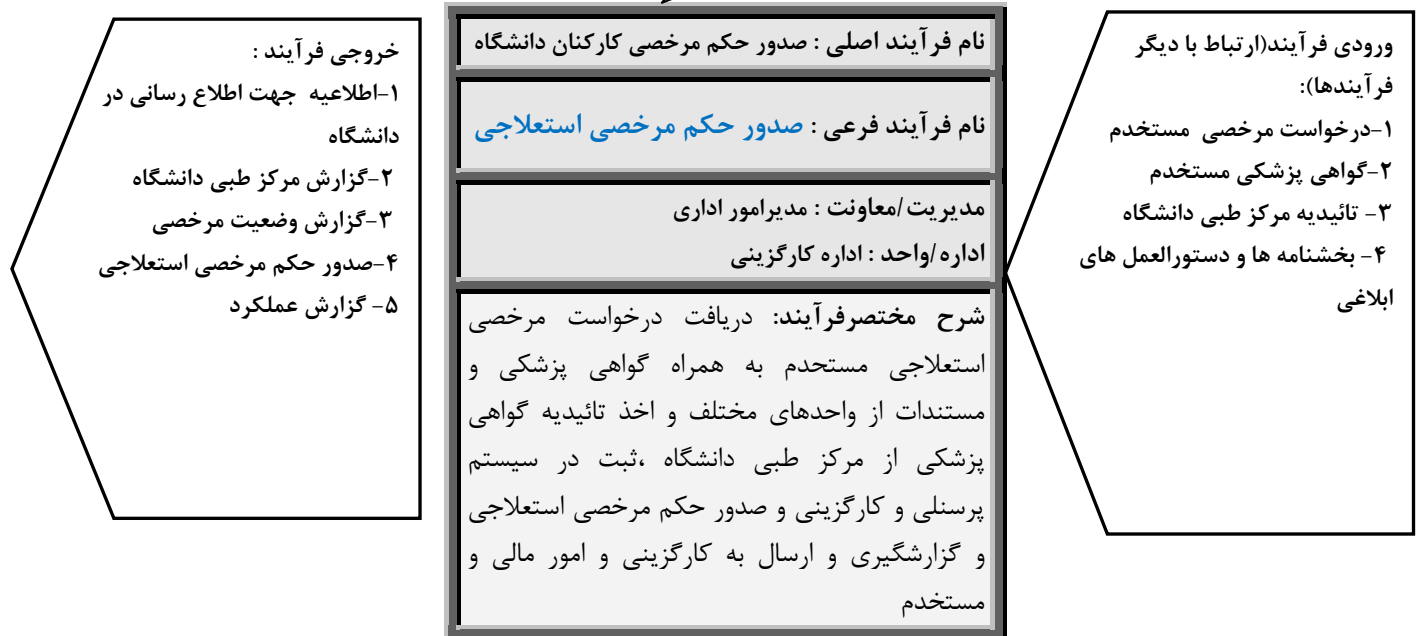 ورودی فرآیند(ارتباط با دیگر
فرآیندها):
۱-درخواست مرخصی مستخدم
۲-گواهی پزشکی مستخدم
۳- تائیدیه مرکز طبی دانشگاه
۴- بخشنامه ها و دستورالعمل های
ابلاغی
نام فرآیند اصلی : صدور حکم مرخصی کارکنان دانشگاه
نام فرآیند فرعی : صدور حکم مرخصی استعلاجی
مدیریت/معاونت : مدیرامور اداری
اداره/واحد : اداره کارگزینی
شرح مختصرفرآیند: دریافت درخواست مرخصی
استعلاجی مستحدم به همراه گواهی پزشکی و
مستندات از واحدهای مختلف و اخذ تائیدیه گواهی
پزشکی از مرکز طبی دانشگاه ،ثبت در سیستم
پرسنلی و کارگزینی و صدور حکم مرخصی استعلاجی
و گزارشگیری و ارسال به کارگزینی و امور مالی و
مستخدم
خروجی فرآیند :
۱-اطلاعیه جهت اطلاع رسانی در
دانشگاه
۲-گزارش مرکز طبی دانشگاه
۳-گزارش وضعیت مرخصی
۴-صدور حکم مرخصی استعلاجی
۵- گزارش عملکرد